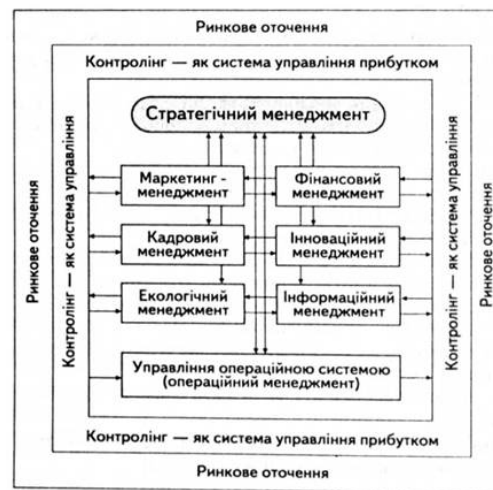 Ринкове оточення
Контролінг — як система управління прибутком
Ринкове оточення
Контролінг — як система управління
Стратегічний менеджмент
Маркетинг -
менеджмент
Фінансовий
менеджмент
Кадровий
менеджмент
Інноваційний
менеджмент
Екологічний
менеджмент
Інформаційний
менеджмент
Управління операційною системою
(операційний менеджмент)
Контролінг — як система управління
Ринкове оточення
Контролінг — як система управління прибутком
Ринкове оточення